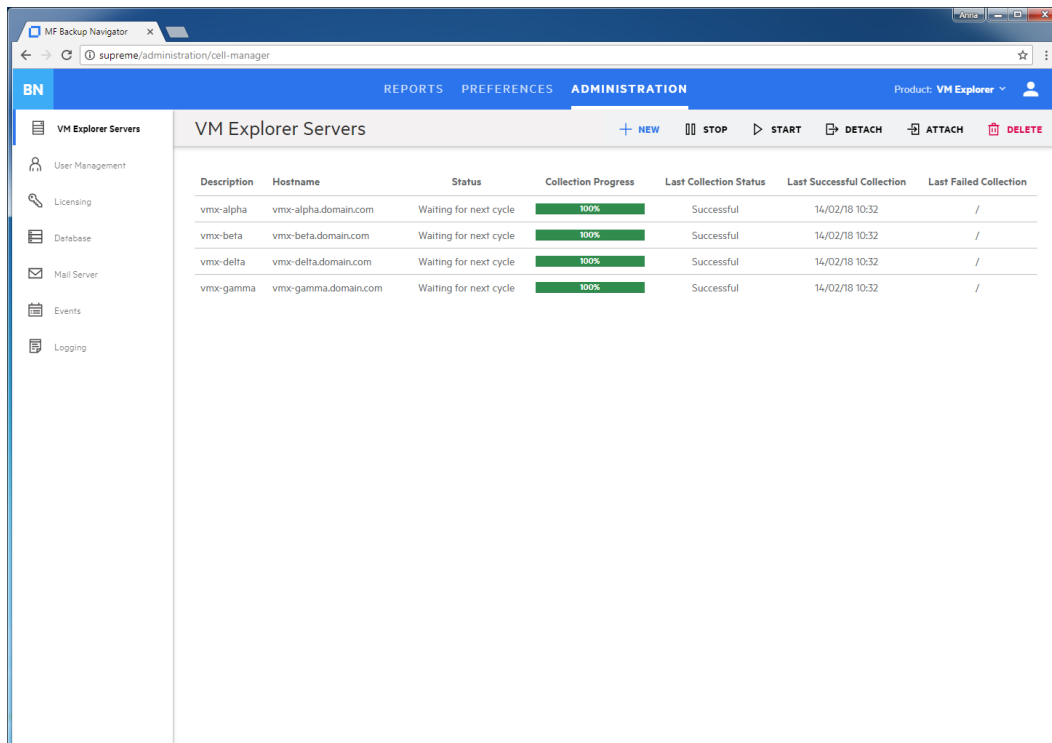 Anna
MF Backup Navigator
supreme/administration/cell-manager
BN REPORTS PREFERENCES ADMINISTRATION Product: VM Explorer
VM Explorer Servers
User Management
Licensing
Database
Mail Server
Events
Logging
VM Explorer Servers NEW STOP START DETACH ATTACH DELETE
Description Hostname Status Collection Progress Last Collection Status Last Successful Collection Last Failed Collection
vmx-alpha vmx-alpha.domain.com Waiting for next cycle 100% Successful 14/02/18 10:32 /
vmx-beta vmx-beta.domain.com Waiting for next cycle 100% Successful 14/02/18 10:32 /
vmx-delta vmx-delta.domain.com Waiting for next cycle 100% Successful 14/02/18 10:32 /
vmx-gamma vmx-gamma.domain.com Waiting for next cycle 100% Successful 14/02/18 10:32 /